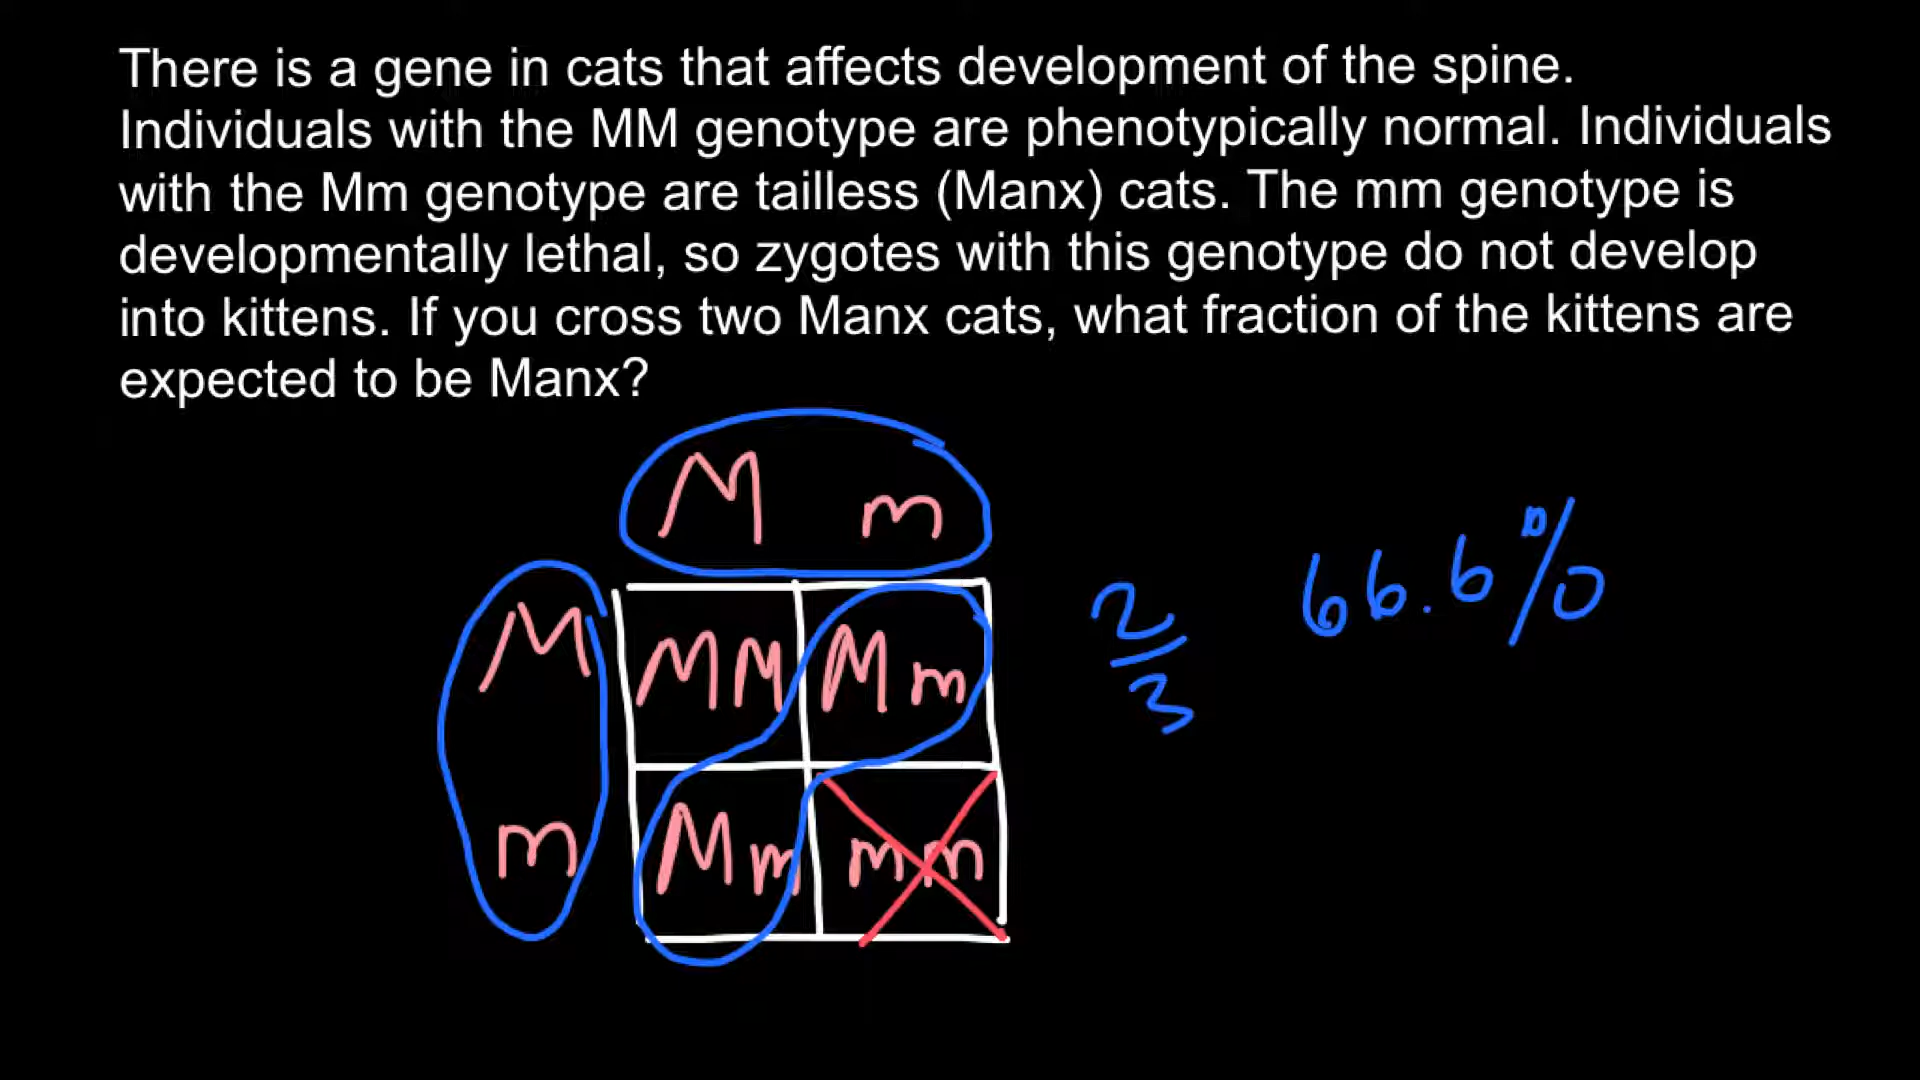 There is a gene in cats that affects development of the spine.
Individuals with the MM genotype are phenotypically normal. Individuals
with the Mm genotype are tailless (Manx) cats. The mm genotype is
developmentally lethal, so zygotes with this genotype do not develop
into kittens. If you cross two Manx cats, what fraction of the kittens are
expected to be Manx?
M m
M MM Mm
m Mm mm
2
3
66.6%